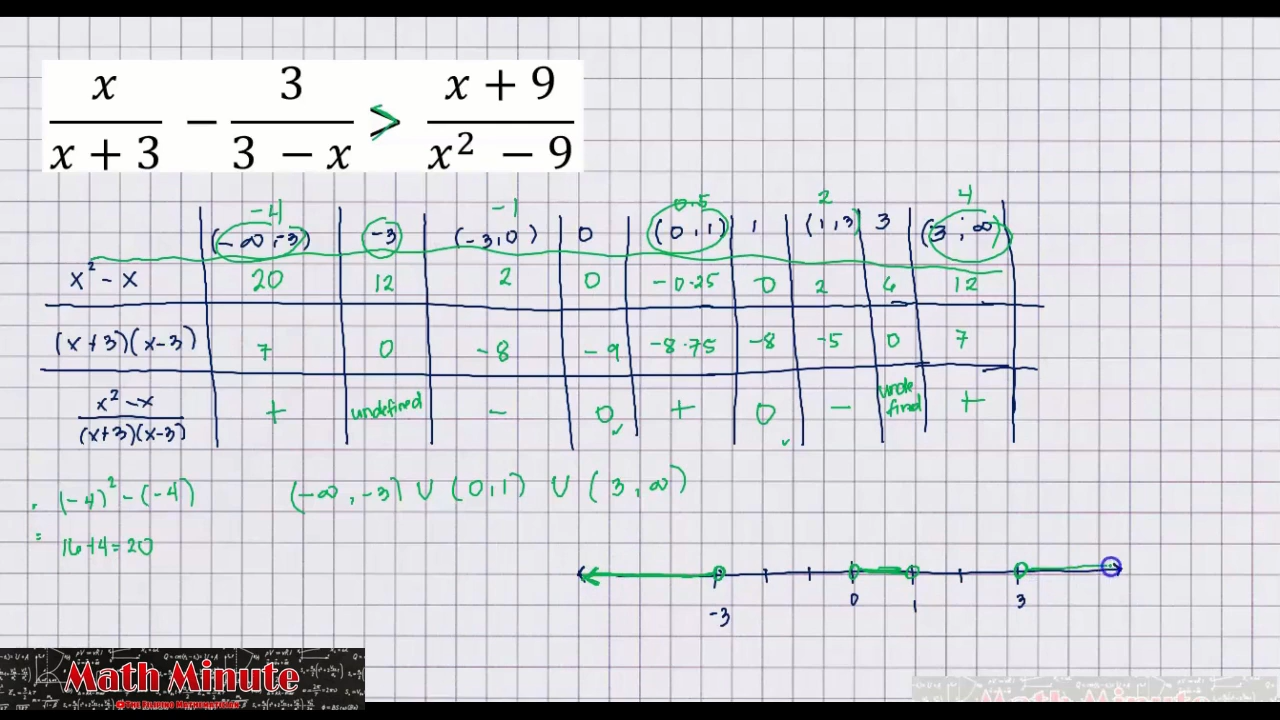 x/(x + 3) − 3/(3 − x) > (x + 9)/(x² − 9)
-4 -1 0.5 2 4
(-∞,-3) -3 (-3,0) 0 (0,1) 1 (1,3) 3 (3,∞)
x² - x 20 12 2 0 -0.25 0 2 6 12
(x+3)(x-3) 7 0 -8 -9 -8.75 -8 -5 0 7
(x² - x)/((x+3)(x-3)) + undefined - 0 + 0 - undefined +
(-4)² - (-4) (-∞,-3) U (0,1) U (3,∞)
= 16+4=20
-3 0 1 3
Math Minute